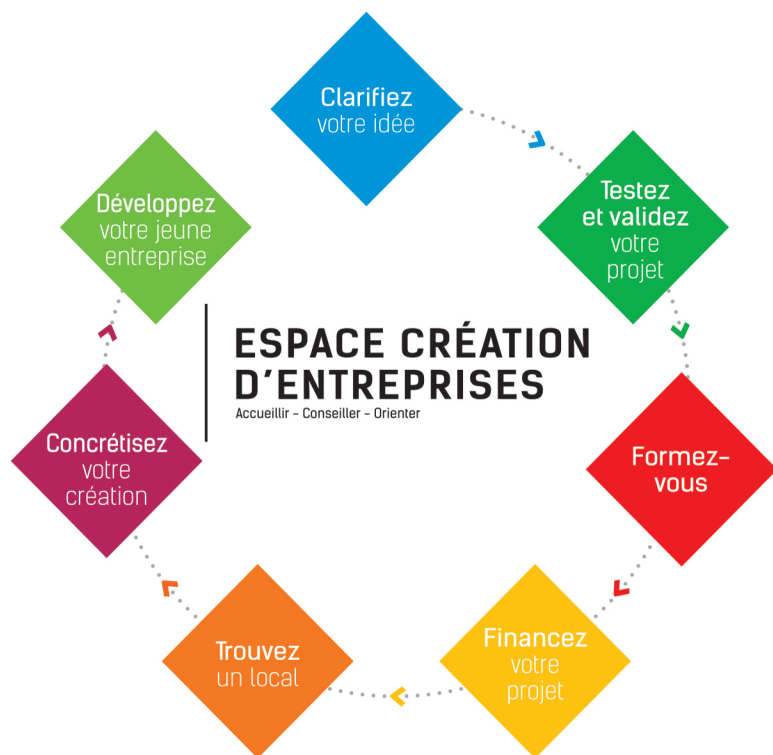 Clarifiez
votre idée
Testez
et validez
votre
projet
Formez-
vous
Financez
votre
projet
Trouvez
un local
Concrétisez
votre
création
Développez
votre jeune
entreprise
ESPACE CRÉATION
D'ENTREPRISES
Accueillir – Conseiller – Orienter